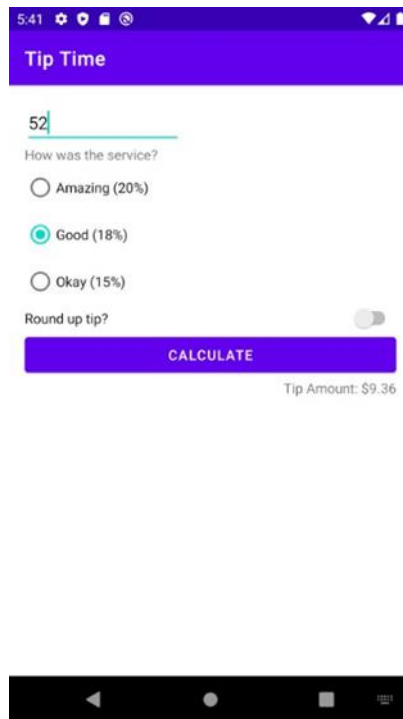 5:41
Tip Time
52
How was the service?
Amazing (20%)
Good (18%)
Okay (15%)
Round up tip?
CALCULATE
Tip Amount: $9.36